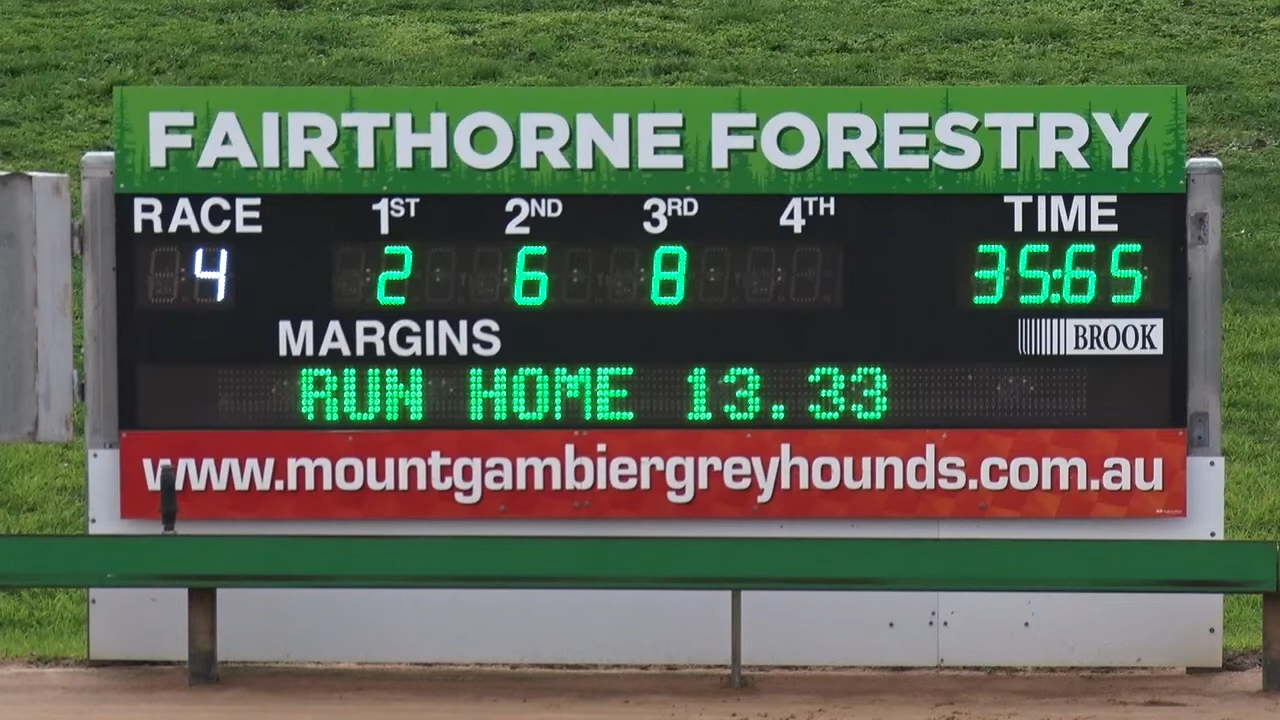 FAIRTHORNE FORESTRY
RACE 1ST 2ND 3RD 4TH TIME
4 2 6 8 35:65
MARGINS BROOK
RUN HOME 13.33
www.mountgambiergreyhounds.com.au